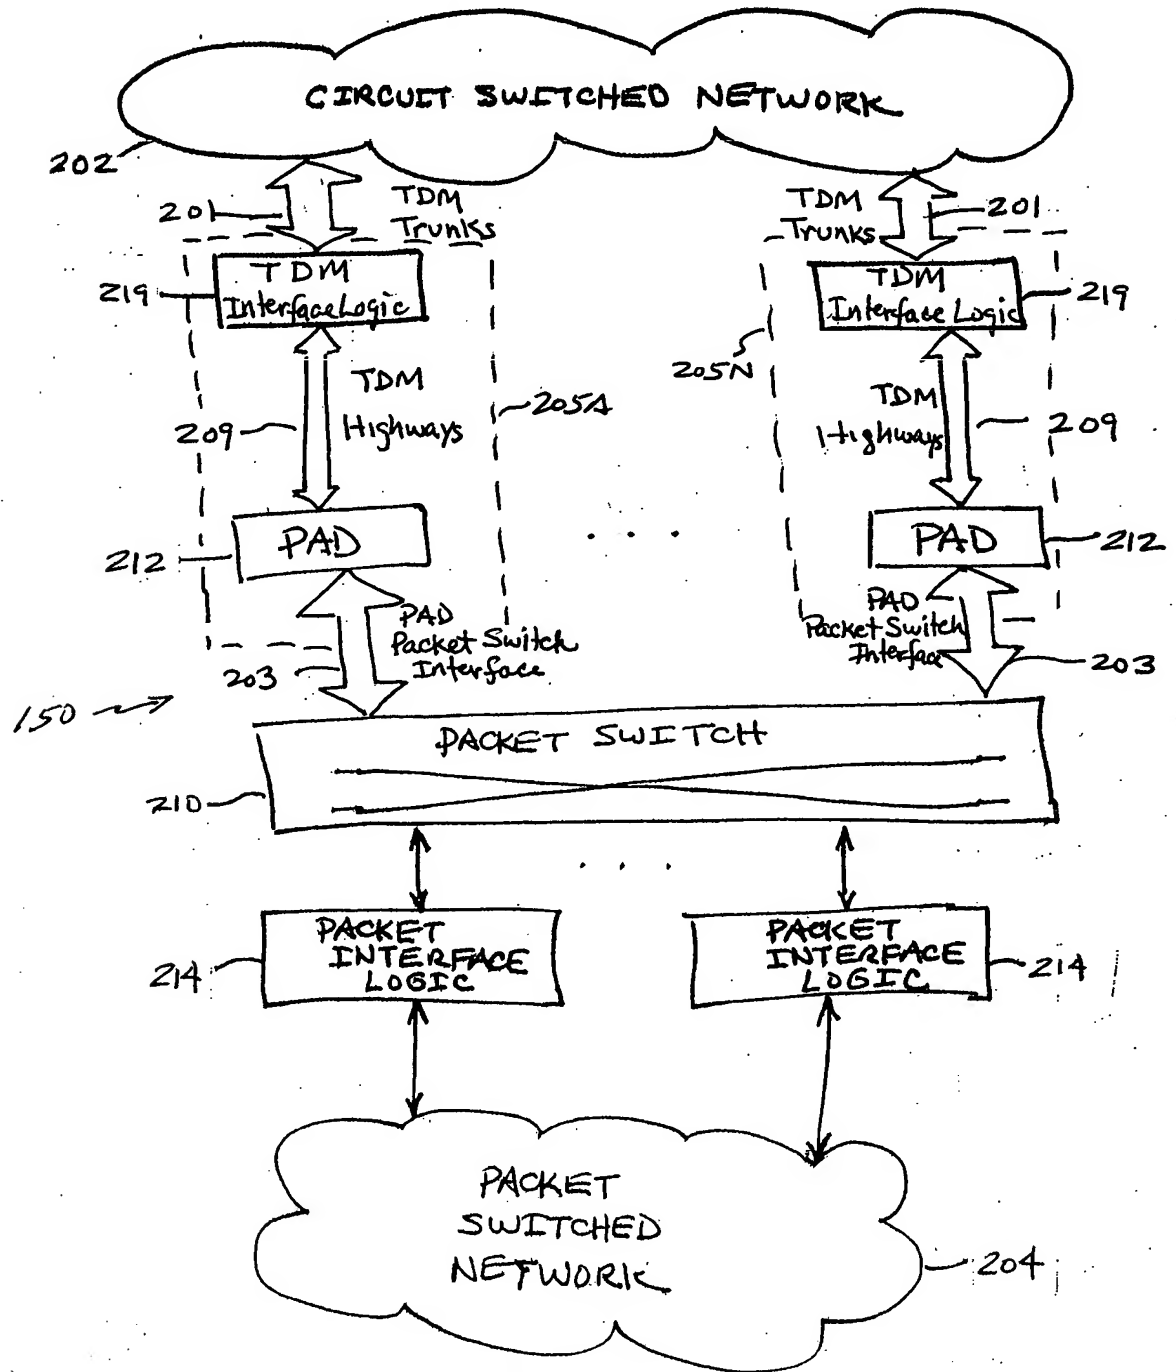 CIRCUIT SWITCHED NETWORK
202
201
TDM
Trunks
TDM
Trunks
201
219
TDM
Interface Logic
TDM
Interface Logic
219
205N
TDM
Highways
209
205A
TDM
Highways
209
212
PAD
. . .
PAD
212
PAD
Packet Switch
Interface
203
PAD
Packet Switch
Interface
203
150
PACKET SWITCH
210
. . .
214
PACKET
INTERFACE
LOGIC
PACKET
INTERFACE
LOGIC
214
PACKET
SWITCHED
NETWORK
204